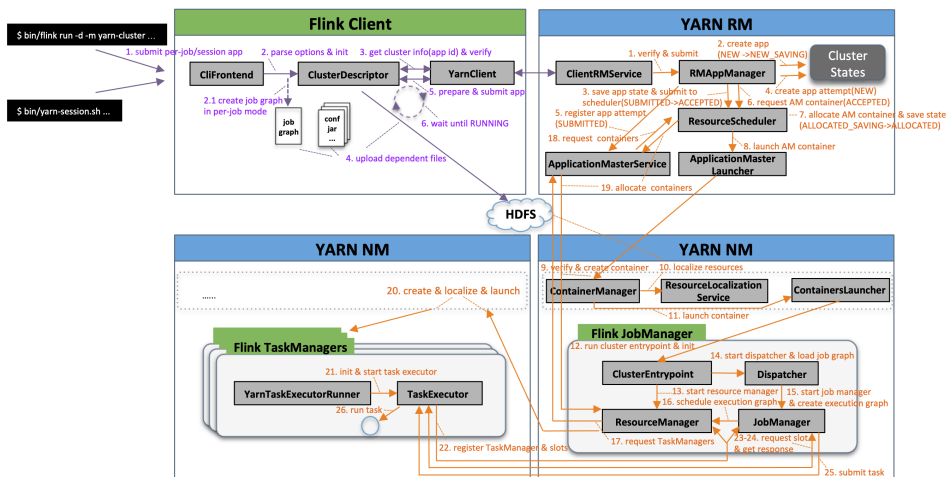 Flink Client
YARN RM
$ bin/flink run -d -m yarn-cluster ...
$ bin/yarn-session.sh ...
1. submit per-job/session app
2. parse options & init
3. get cluster info(app id) & verify
CliFrontend
ClusterDescriptor
YarnClient
5. prepare & submit app
2.1 create job graph
in per-job mode
job
graph
conf
jar
...
6. wait until RUNNING
4. upload dependent files
HDFS
1. verify & submit
2. create app
(NEW ->NEW_SAVING)
ClientRMService
RMAppManager
Cluster
States
3. save app state & submit to
scheduler(SUBMITTED->ACCEPTED)
4. create app attempt(NEW)
6. request AM container(ACCEPTED)
5. register app attempt
(SUBMITTED)
18. request containers
ResourceScheduler
7. allocate AM container & save state
(ALLOCATED_SAVING->ALLOCATED)
8. launch AM container
ApplicationMasterService
ApplicationMaster
Launcher
19. allocate containers
YARN NM
YARN NM
......
20. create & localize & launch
9. verify & create container
10. localize resources
ContainerManager
ResourceLocalization
Service
ContainersLauncher
11. launch container
Flink TaskManagers
21. init & start task executor
YarnTaskExecutorRunner
TaskExecutor
26. run task
22. register TaskManager & slots
Flink JobManager
12. run cluster entrypoint & init
14. start dispatcher & load job graph
ClusterEntrypoint
Dispatcher
13. start resource manager
15. start job manager
& create execution graph
16. schedule execution graph
ResourceManager
JobManager
17. request TaskManagers
23-24. request slot
& get response
25. submit task